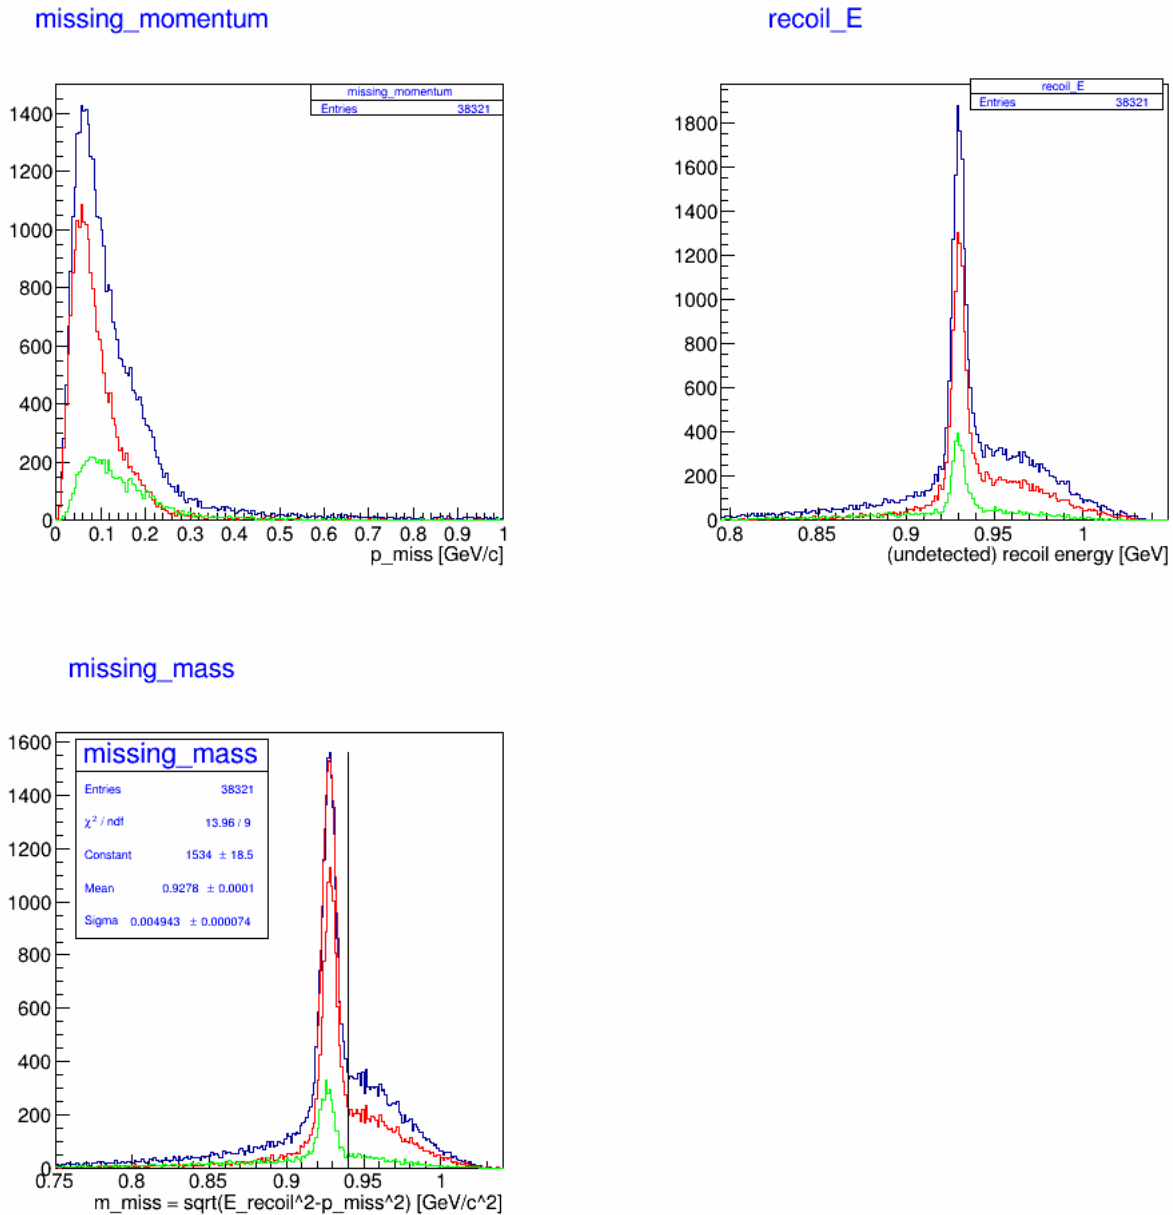 missing_momentum
missing_momentum
Entries 38321
1400
1200
1000
800
600
400
200
0
0 0.1 0.2 0.3 0.4 0.5 0.6 0.7 0.8 0.9 1
p_miss [GeV/c]
recoil_E
recoil_E
Entries 38321
1800
1600
1400
1200
1000
800
600
400
200
0
0.8 0.85 0.9 0.95 1
(undetected) recoil energy [GeV]
missing_mass
missing_mass
Entries 38321
χ² / ndf 13.96 / 9
Constant 1534 ± 18.5
Mean 0.9278 ± 0.0001
Sigma 0.004943 ± 0.000074
1600
1400
1200
1000
800
600
400
200
0
0.75 0.8 0.85 0.9 0.95 1
m_miss = sqrt(E_recoil^2-p_miss^2) [GeV/c^2]